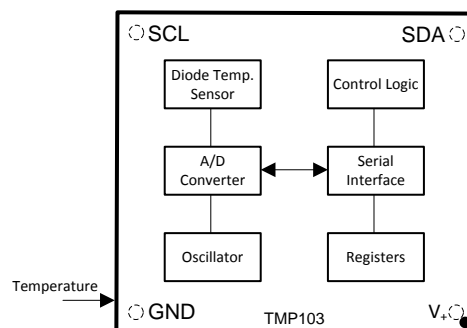 SCL
SDA
Diode Temp.
Sensor
Control Logic
A/D
Converter
Serial
Interface
Oscillator
Registers
Temperature
GND
TMP103
V+